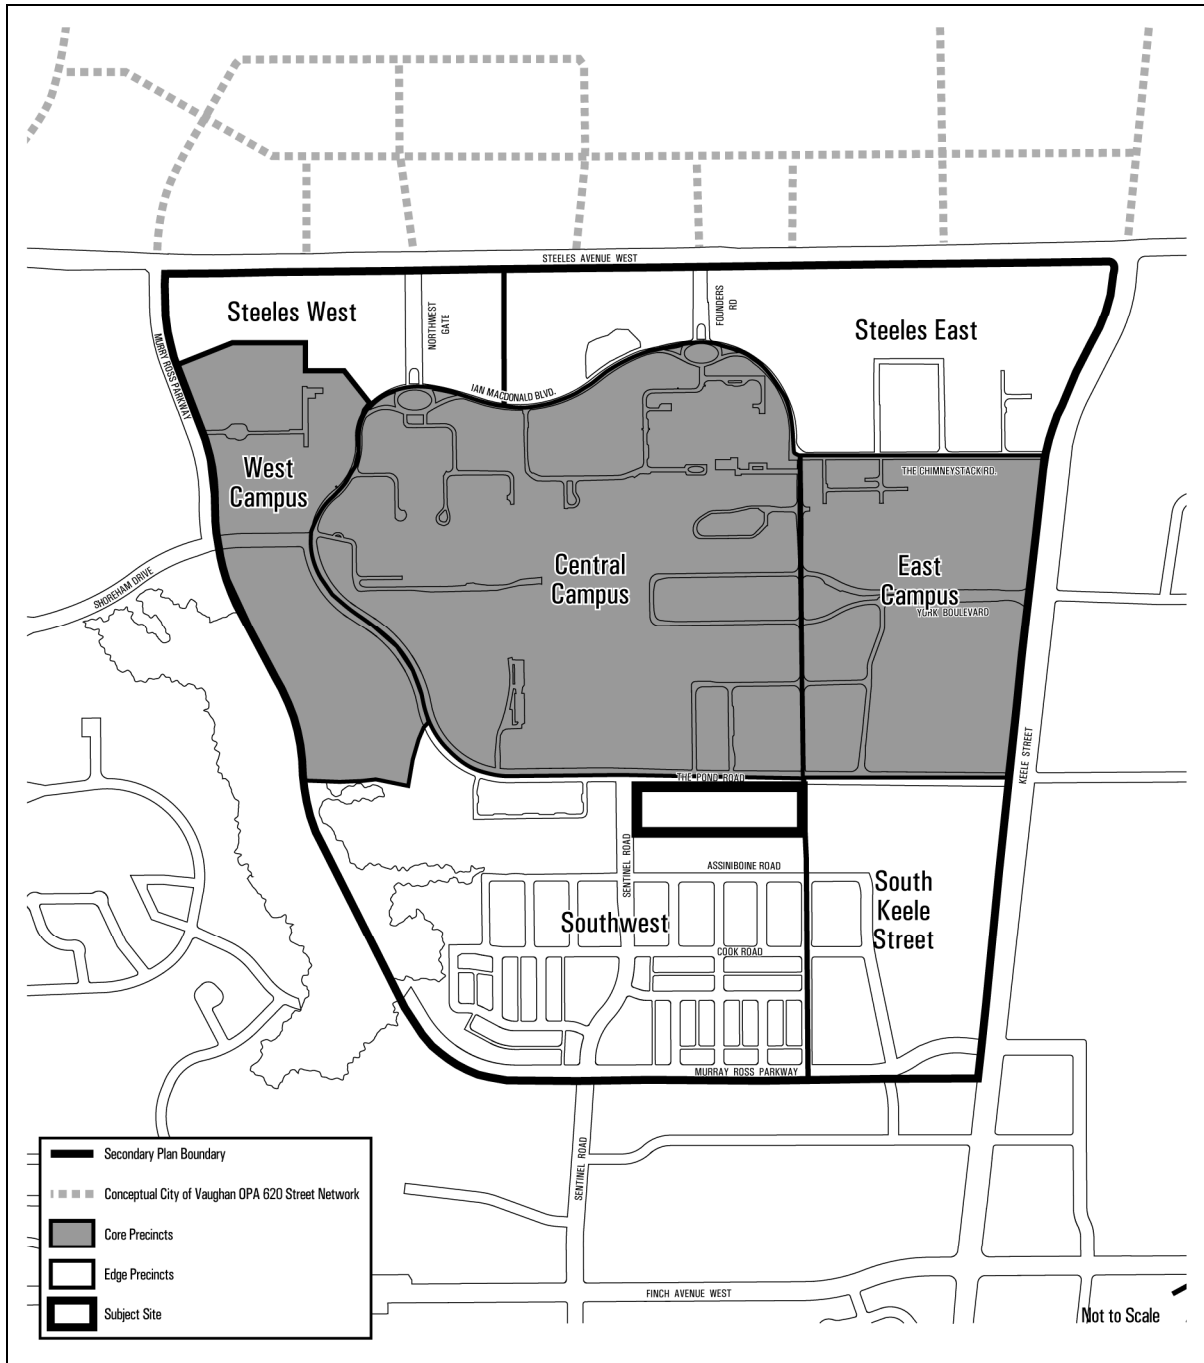 STEELES AVENUE WEST
Steeles West
NORTHWEST
GATE
FOUNDERS
RD
Steeles East
MURRY ROSS PARKWAY
IAN MACDONALD BLVD.
West
Campus
THE CHIMNEYSTACK RD.
Central
Campus
East
Campus
YORK BOULEVARD
SHOREHAM DRIVE
KEELE STREET
THE POND ROAD
SENTINEL ROAD
ASSINIBOINE ROAD
South
Keele
Street
Southwest
COOK ROAD
MURRAY ROSS PARKWAY
SENTINEL ROAD
Secondary Plan Boundary
Conceptual City of Vaughan OPA 620 Street Network
Core Precincts
Edge Precincts
Subject Site
FINCH AVENUE WEST
Not to Scale